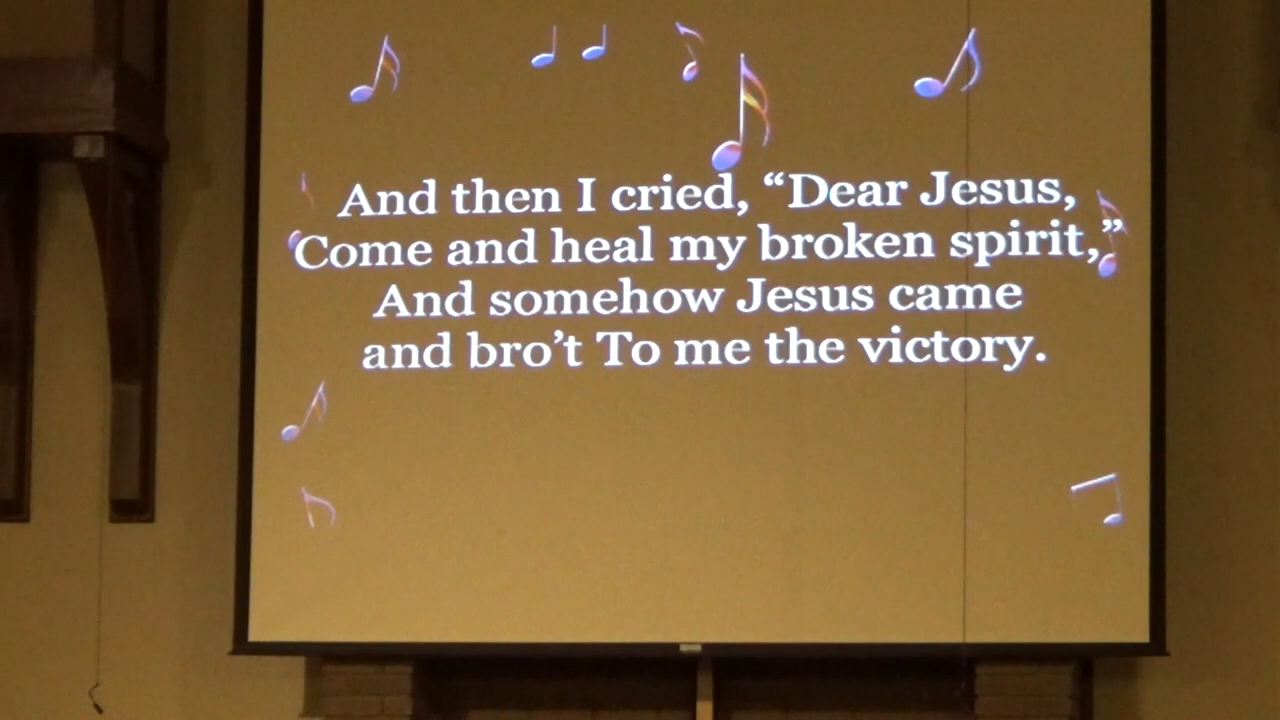 And then I cried, “Dear Jesus,
Come and heal my broken spirit,”
And somehow Jesus came
and bro’t To me the victory.